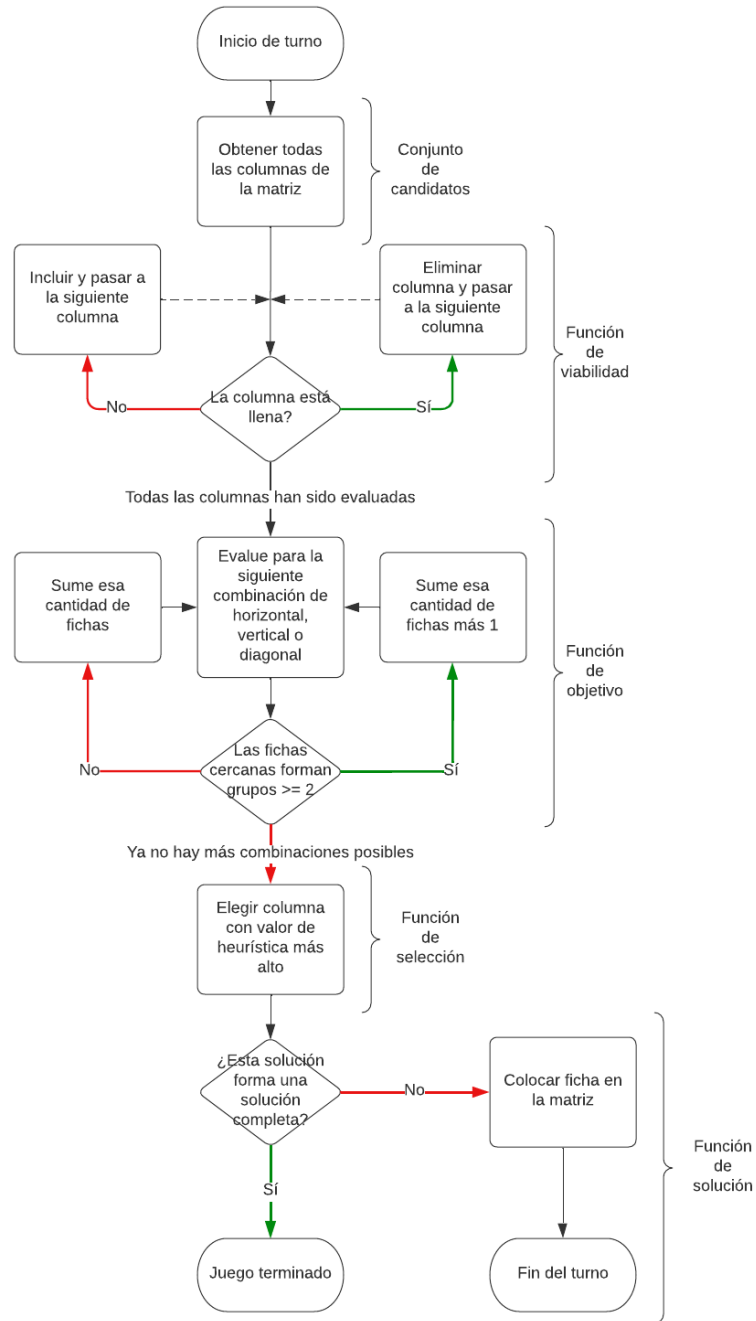 Inicio de turno
Obtener todas
las columnas de
la matriz
Conjunto
de
candidatos
Incluir y pasar a
la siguiente
columna
Eliminar
columna y pasar
a la siguiente
columna
Función
de
viabilidad
La columna está
llena?
No
Sí
Todas las columnas han sido evaluadas
Sume esa
cantidad de
fichas
Evalue para la
siguiente
combinación de
horizontal,
vertical o
diagonal
Sume esa
cantidad de
fichas más 1
Función
de
objetivo
Las fichas
cercanas forman
grupos >= 2
No
Sí
Ya no hay más combinaciones posibles
Elegir columna
con valor de
heurística más
alto
Función
de
selección
¿Esta solución
forma una
solución
completa?
No
Colocar ficha en
la matriz
Función
de
solución
Sí
Juego terminado
Fin del turno